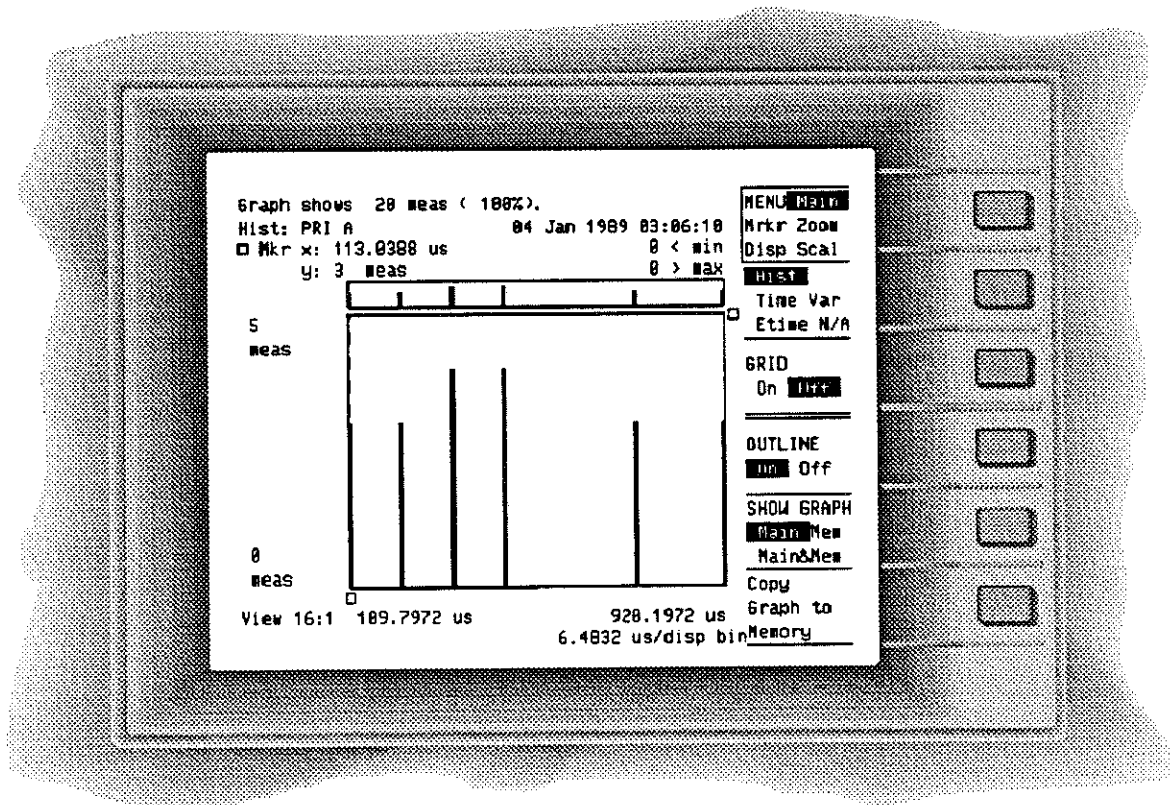 Graph shows 20 meas ( 100%).
Hist: PRI A 04 Jan 1989 03:06:10
Mkr x: 113.0388 us 0 < min
y: 3 meas 0 > max
5
meas
0
meas
View 16:1 109.7972 us 920.1972 us
6.4832 us/disp bin
MENU Main
Mrkr Zoom
Disp Scal
Hist
Time Var
Etime N/A
GRID
On Off
OUTLINE
On Off
SHOW GRAPH
Main Mem
Main&Mem
Copy
Graph to
Memory